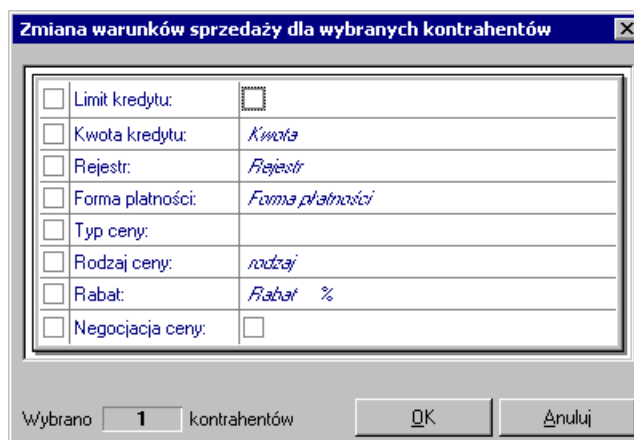 Zmiana warunków sprzedaży dla wybranych kontrahentów
Limit kredytu:
Kwota kredytu: Kwota
Rejestr: Rejestr
Forma płatności: Forma płatności
Typ ceny:
Rodzaj ceny: rodzaj
Rabat: Rabat %
Negocjacja ceny:
Wybrano 1 kontrahentów OK Anuluj